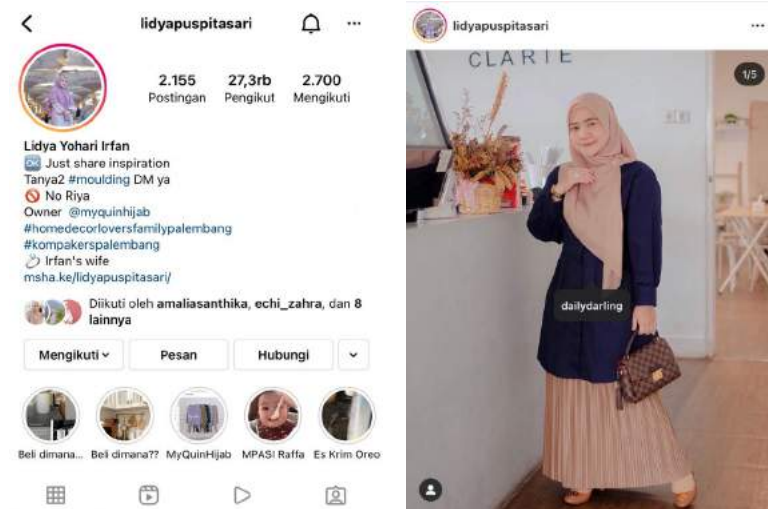 lidyapuspitasari
2.155 27,3rb 2.700
Postingan Pengikut Mengikuti
Lidya Yohari Irfan
OK Just share inspiration
Tanya2 #moulding DM ya
No Riya
Owner @myquinhijab
#homedecorloversfamilypalembang
#kompakerspalembang
Irfan's wife
msha.ke/lidyapuspitasari/
Diikuti oleh amaliasanthika, echi_zahra, dan 8
lainnya
Mengikuti Pesan Hubungi
Beli dimana... Beli dimana?? MyQuinHijab MPASI Raffa Es Krim Oreo
lidyapuspitasari
CLARTE
1/5
dailydarling